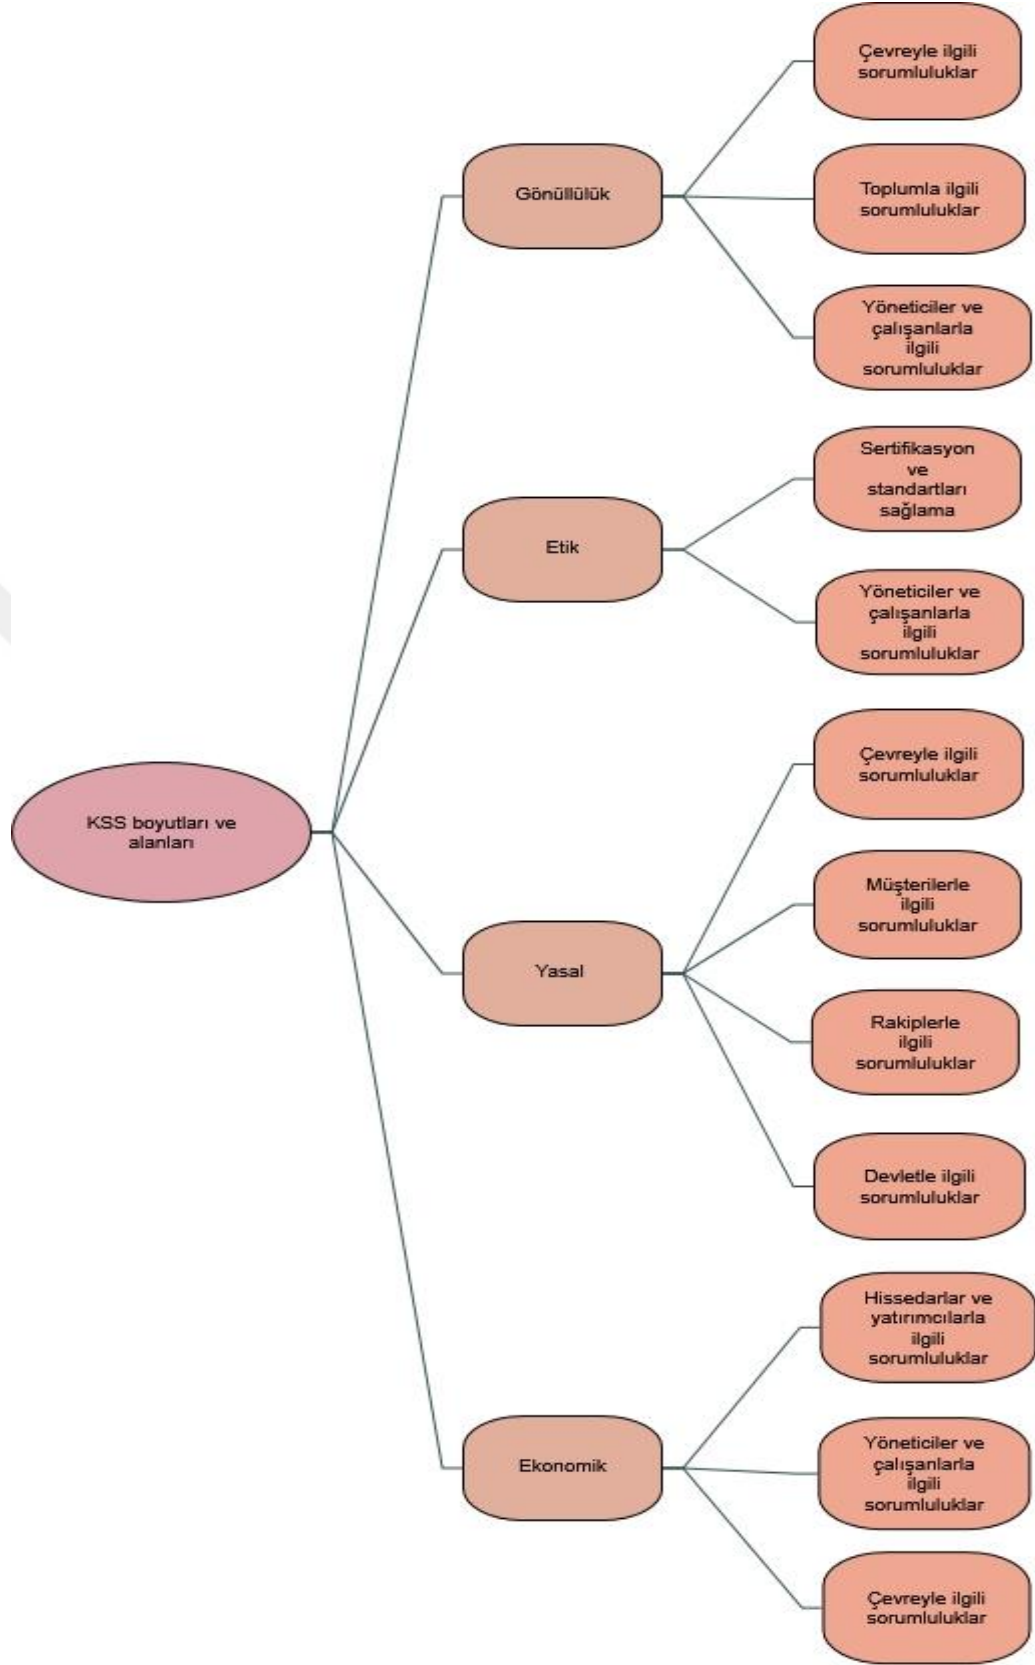 Çevreyle ilgili
sorumluluklar
Gönüllülük
Toplumla ilgili
sorumluluklar
Yöneticiler ve
çalışanlarla
ilgili
sorumluluklar
Sertifikasyon
ve
standartları
sağlama
Etik
Yöneticiler ve
çalışanlarla
ilgili
sorumluluklar
KSS boyutları ve
alanları
Çevreyle ilgili
sorumluluklar
Müşterilerle
ilgili
sorumluluklar
Yasal
Rakiplerle
ilgili
sorumluluklar
Devletle ilgili
sorumluluklar
Hissedarlar ve
yatırımcılarla
ilgili
sorumluluklar
Ekonomik
Yöneticiler ve
çalışanlarla
ilgili
sorumluluklar
Çevreyle ilgili
sorumluluklar